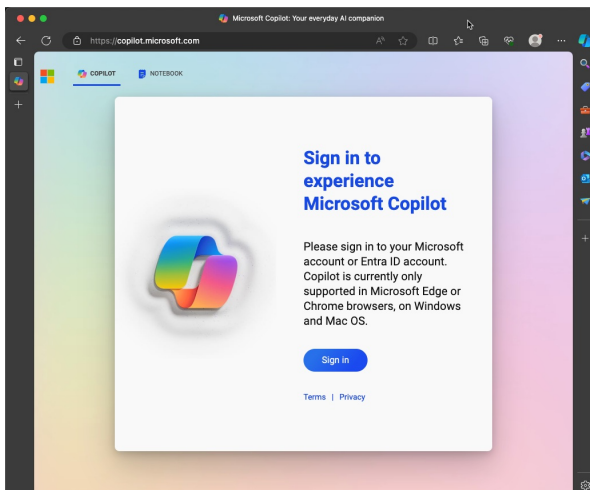 Microsoft Copilot: Your everyday AI companion
https://copilot.microsoft.com
COPILOT
NOTEBOOK
Sign in to
experience
Microsoft Copilot
Please sign in to your Microsoft
account or Entra ID account.
Copilot is currently only
supported in Microsoft Edge or
Chrome browsers, on Windows
and Mac OS.
Sign in
Terms | Privacy